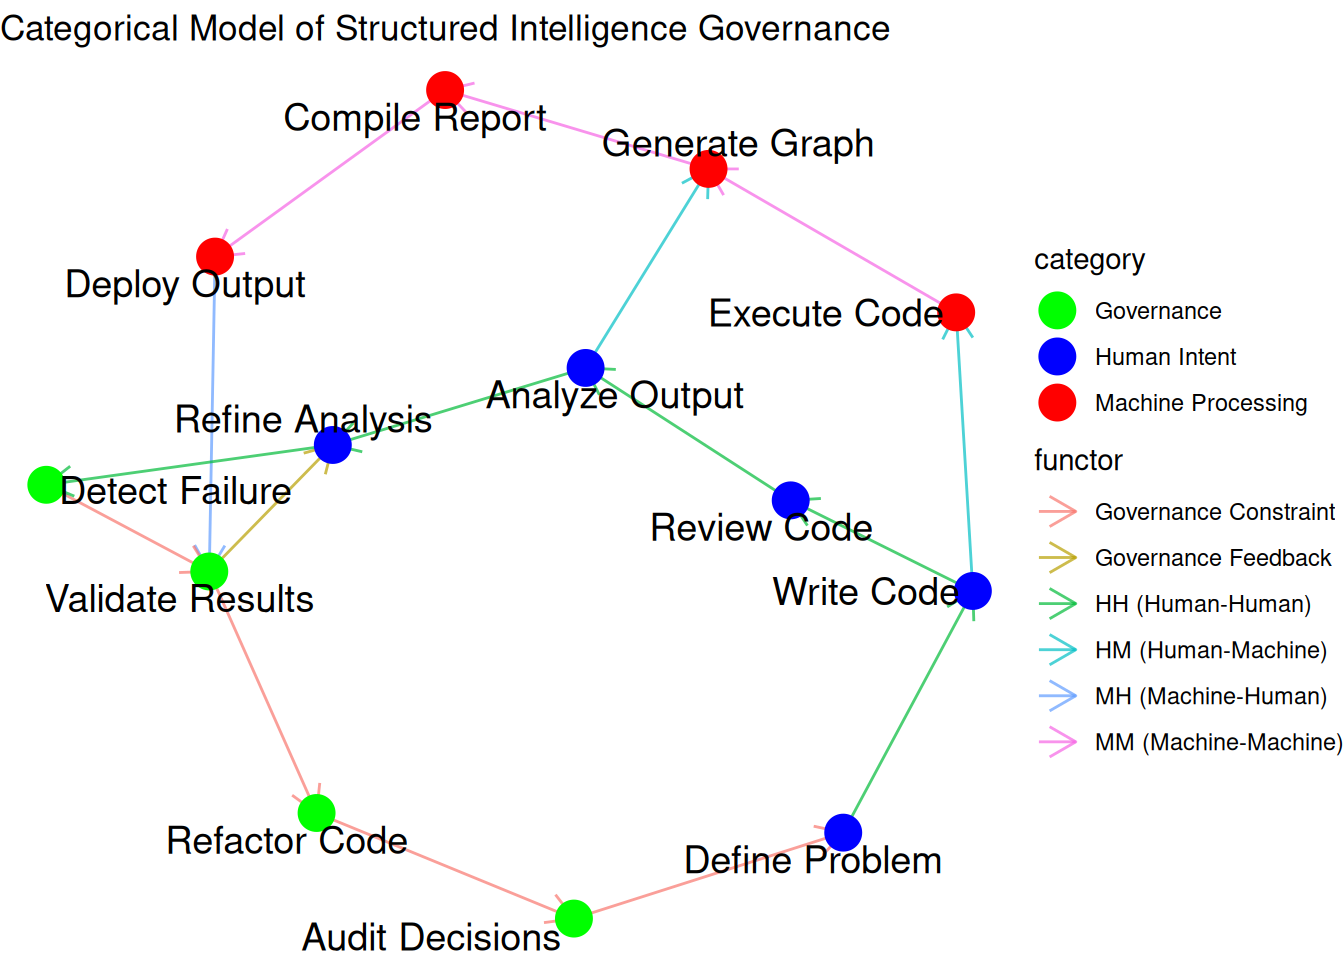 Categorical Model of Structured Intelligence Governance
Compile Report
Generate Graph
Deploy Output
Execute Code
Analyze Output
Refine Analysis
Detect Failure
Review Code
Validate Results
Write Code
Refactor Code
Define Problem
Audit Decisions
category
Governance
Human Intent
Machine Processing
functor
Governance Constraint
Governance Feedback
HH (Human-Human)
HM (Human-Machine)
MH (Machine-Human)
MM (Machine-Machine)